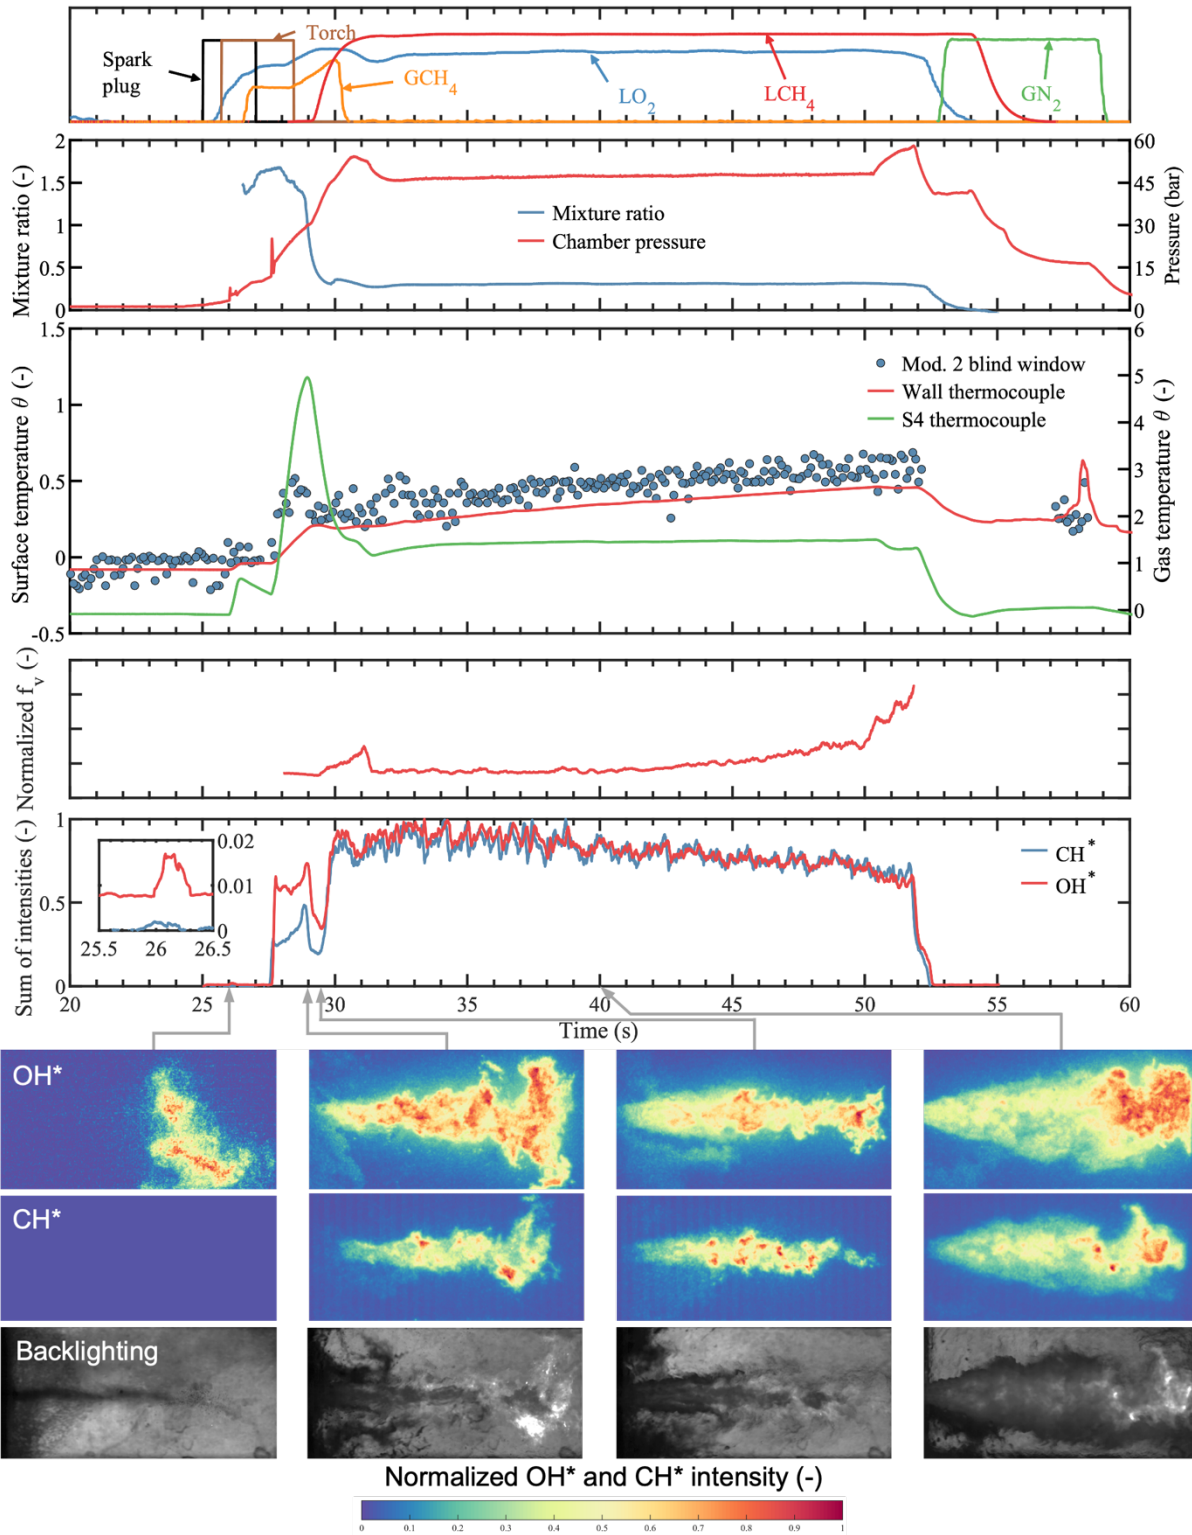 Torch
Spark
plug
GCH4
LO2
LCH4
GN2
Mixture ratio (-)
2
1.5
1
0.5
0
Mixture ratio
Chamber pressure
60
45
30
15
0
Pressure (bar)
Surface temperature θ (-)
1.5
1
0.5
0
-0.5
Mod. 2 blind window
Wall thermocouple
S4 thermocouple
6
5
4
3
2
1
0
Gas temperature θ (-)
Normalized fv (-)
Sum of intensities (-)
1
0.5
0
0.02
0.01
0
25.5 26 26.5
CH*
OH*
20 25 30 35 40 45 50 55 60
Time (s)
OH*
CH*
Backlighting
Normalized OH* and CH* intensity (-)
0 0.1 0.2 0.3 0.4 0.5 0.6 0.7 0.8 0.9 1